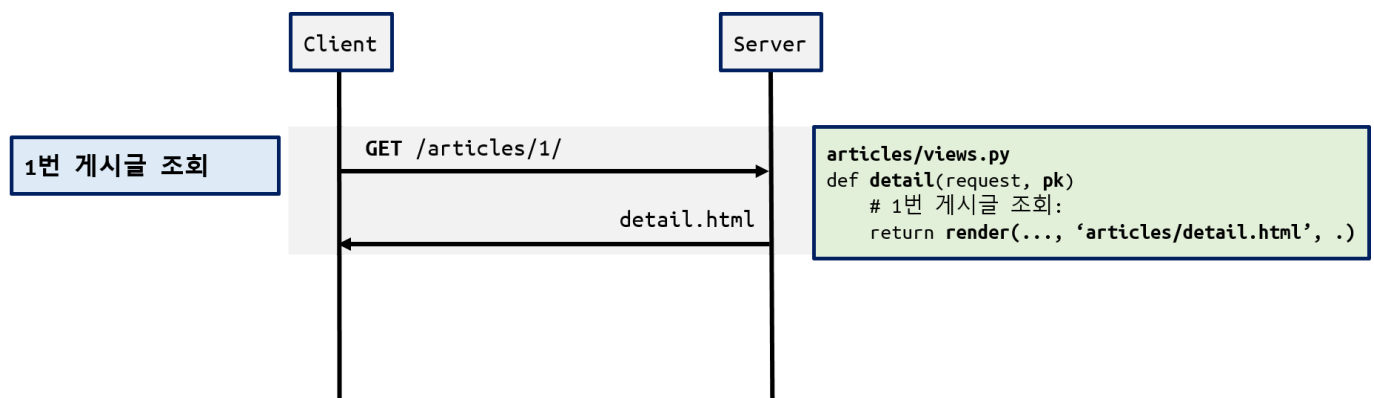 Client
Server
1번 게시글 조회
GET /articles/1/
detail.html
articles/views.py
def detail(request, pk)
# 1번 게시글 조회:
return render(..., ‘articles/detail.html’, .)